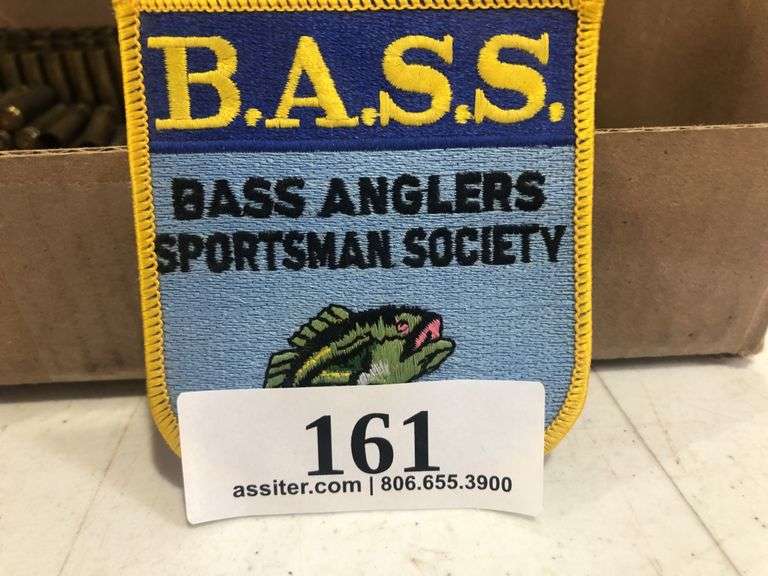 B.A.S.S.
BASS ANGLERS
SPORTSMAN SOCIETY
161
assiter.com | 806.655.3900